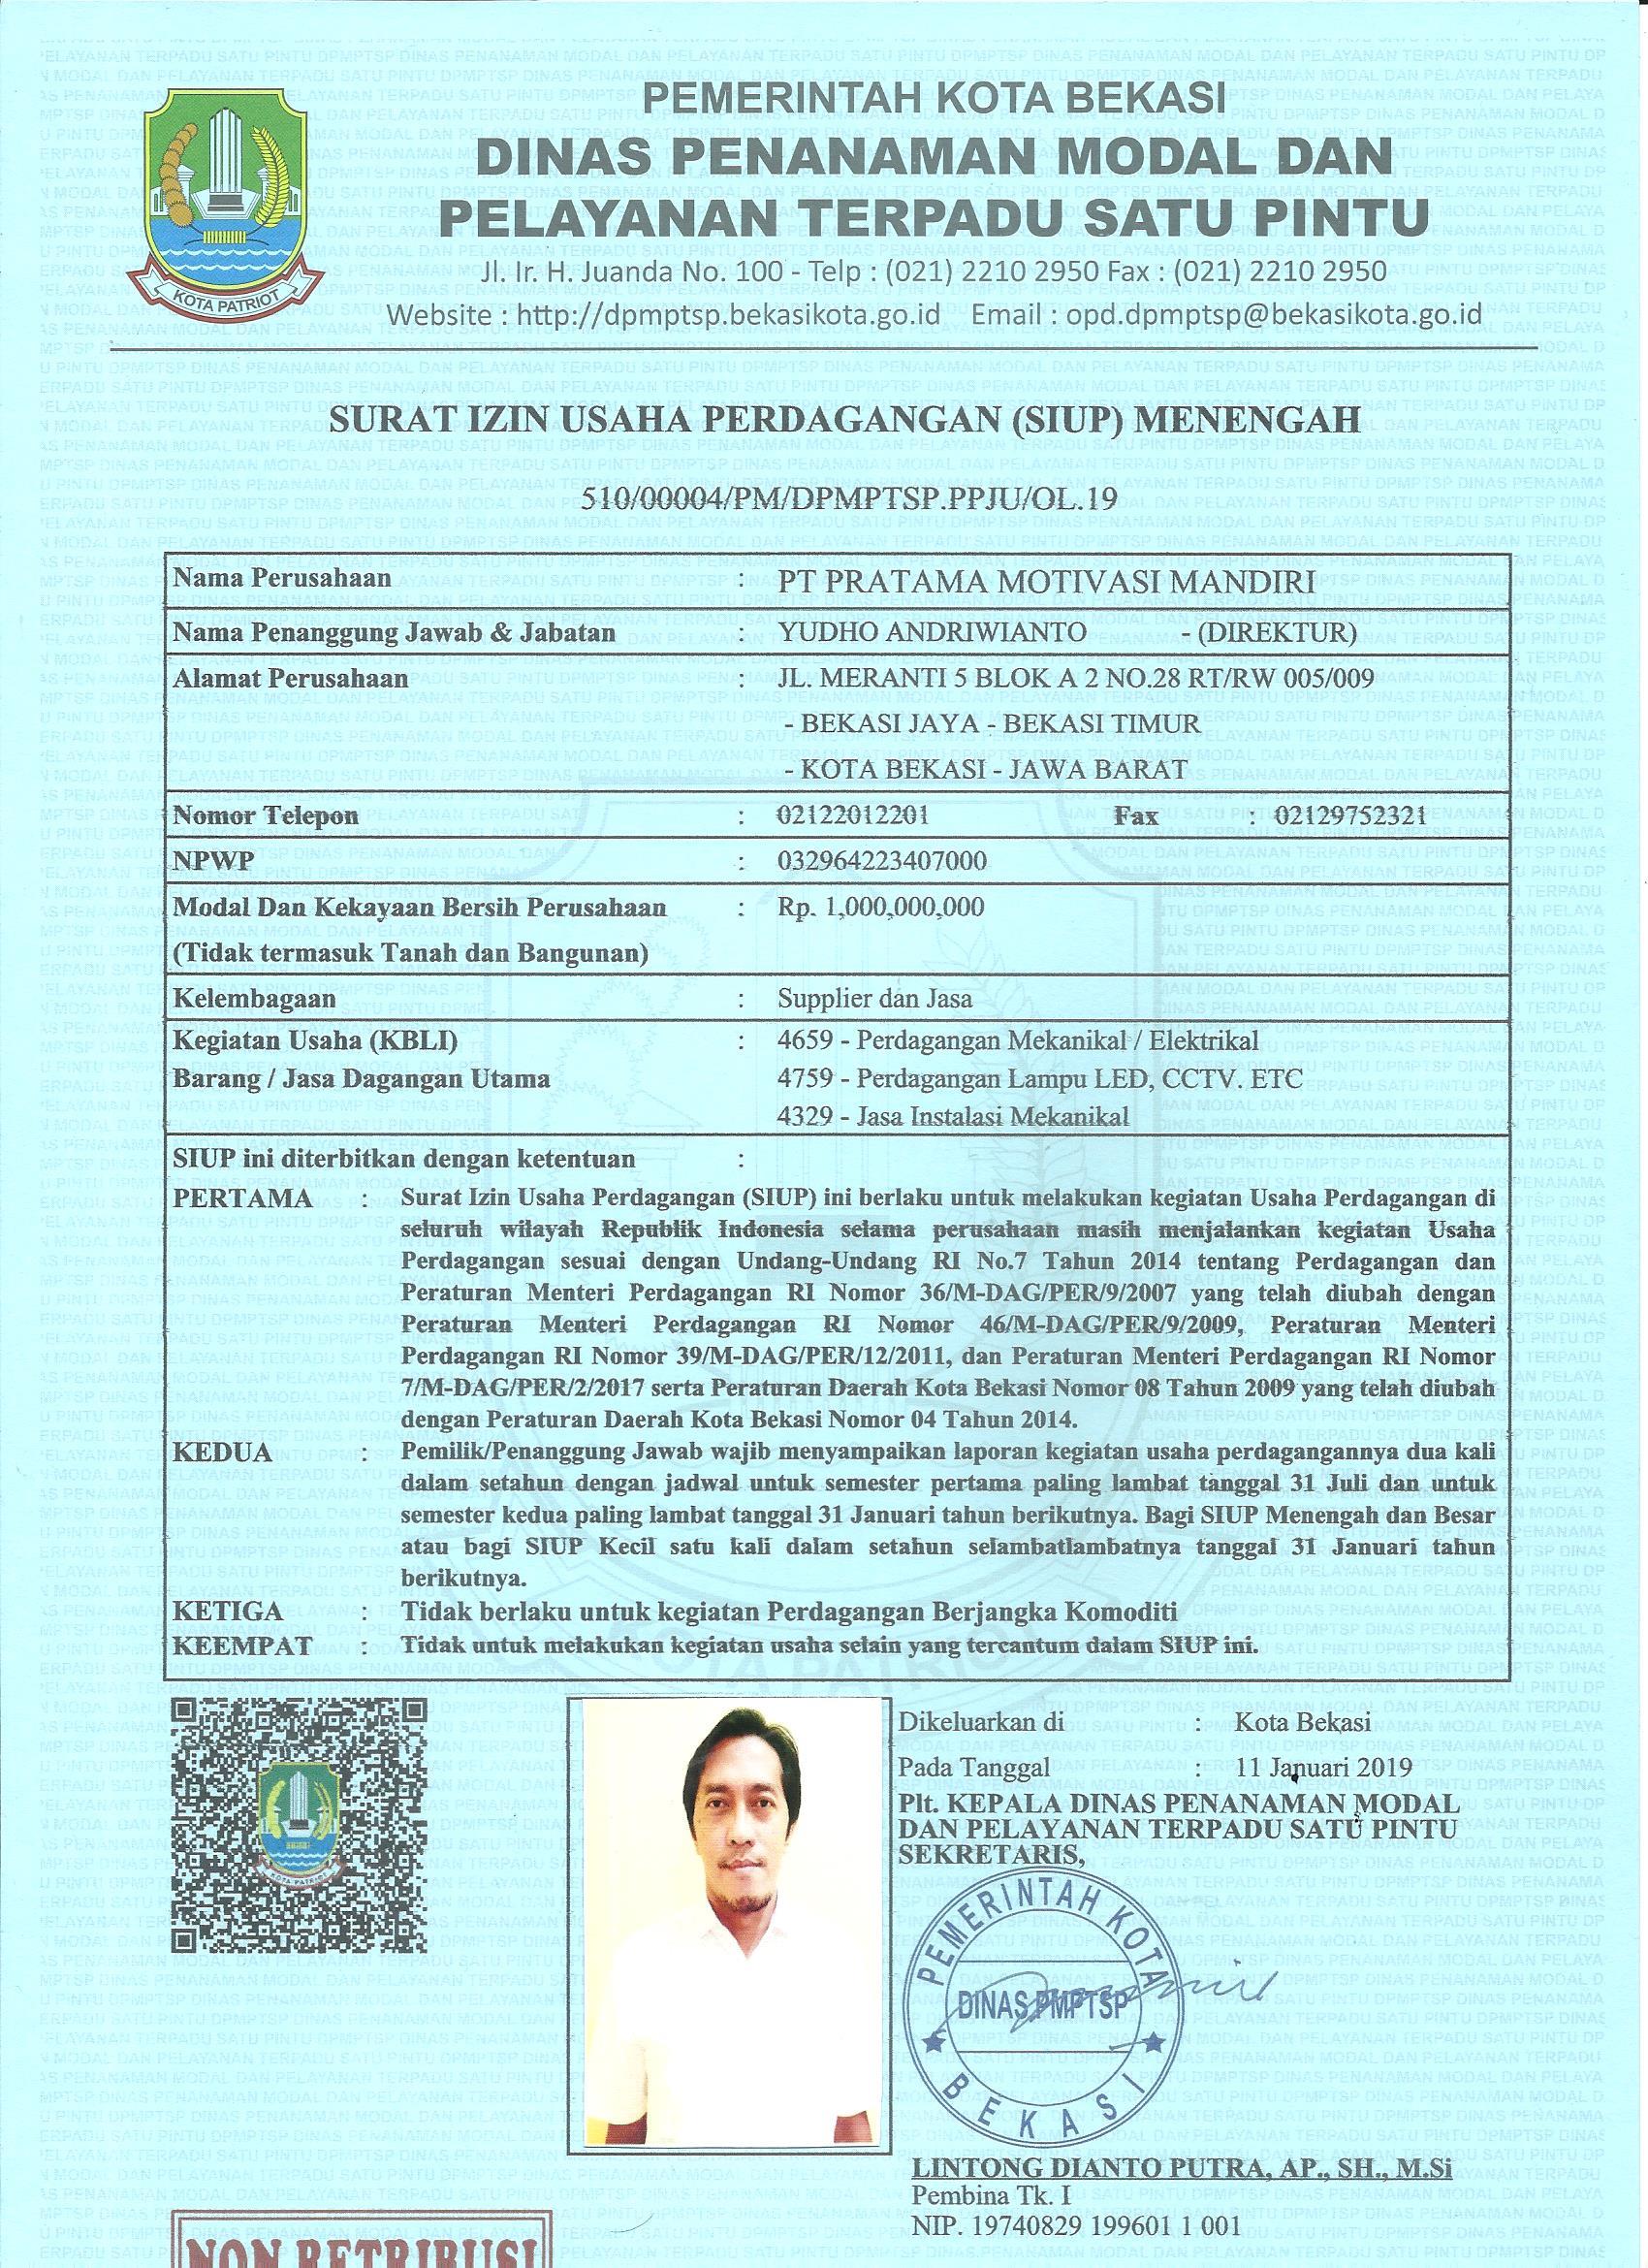 PEMERINTAH KOTA BEKASI
DINAS PENANAMAN MODAL DAN
PELAYANAN TERPADU SATU PINTU
Jl. Ir. H. Juanda No. 100 - Telp : (021) 2210 2950 Fax : (021) 2210 2950
Website : http://dpmptsp.bekasikota.go.id Email : opd.dpmptsp@bekasikota.go.id
KOTA PATRIOT
SURAT IZIN USAHA PERDAGANGAN (SIUP) MENENGAH
510/00004/PM/DPMPTSP.PPJU/OL.19
Nama Perusahaan : PT PRATAMA MOTIVASI MANDIRI
Nama Penanggung Jawab & Jabatan : YUDHO ANDRIWIANTO - (DIREKTUR)
Alamat Perusahaan : JL. MERANTI 5 BLOK A 2 NO.28 RT/RW 005/009
- BEKASI JAYA - BEKASI TIMUR
- KOTA BEKASI - JAWA BARAT
Nomor Telepon : 02122012201 Fax : 02129752321
NPWP : 032964223407000
Modal Dan Kekayaan Bersih Perusahaan : Rp. 1,000,000,000
(Tidak termasuk Tanah dan Bangunan)
Kelembagaan : Supplier dan Jasa
Kegiatan Usaha (KBLI) : 4659 - Perdagangan Mekanikal / Elektrikal
Barang / Jasa Dagangan Utama 4759 - Perdagangan Lampu LED, CCTV. ETC
4329 - Jasa Instalasi Mekanikal
SIUP ini diterbitkan dengan ketentuan :
PERTAMA : Surat Izin Usaha Perdagangan (SIUP) ini berlaku untuk melakukan kegiatan Usaha Perdagangan di
seluruh wilayah Republik Indonesia selama perusahaan masih menjalankan kegiatan Usaha
Perdagangan sesuai dengan Undang-Undang RI No.7 Tahun 2014 tentang Perdagangan dan
Peraturan Menteri Perdagangan RI Nomor 36/M-DAG/PER/9/2007 yang telah diubah dengan
Peraturan Menteri Perdagangan RI Nomor 46/M-DAG/PER/9/2009, Peraturan Menteri
Perdagangan RI Nomor 39/M-DAG/PER/12/2011, dan Peraturan Menteri Perdagangan RI Nomor
7/M-DAG/PER/2/2017 serta Peraturan Daerah Kota Bekasi Nomor 08 Tahun 2009 yang telah diubah
dengan Peraturan Daerah Kota Bekasi Nomor 04 Tahun 2014.
KEDUA : Pemilik/Penanggung Jawab wajib menyampaikan laporan kegiatan usaha perdagangannya dua kali
dalam setahun dengan jadwal untuk semester pertama paling lambat tanggal 31 Juli dan untuk
semester kedua paling lambat tanggal 31 Januari tahun berikutnya. Bagi SIUP Menengah dan Besar
atau bagi SIUP Kecil satu kali dalam setahun selambatlambatnya tanggal 31 Januari tahun
berikutnya.
KETIGA : Tidak berlaku untuk kegiatan Perdagangan Berjangka Komoditi
KEEMPAT : Tidak untuk melakukan kegiatan usaha selain yang tercantum dalam SIUP ini.
Dikeluarkan di : Kota Bekasi
Pada Tanggal : 11 Januari 2019
Plt. KEPALA DINAS PENANAMAN MODAL
DAN PELAYANAN TERPADU SATU PINTU
SEKRETARIS,
PEMERINTAH KOTA
DINAS PMPTSP
BEKASI
LINTONG DIANTO PUTRA, AP., SH., M.Si
Pembina Tk. I
NIP. 19740829 199601 1 001
NON RETRIBUSI